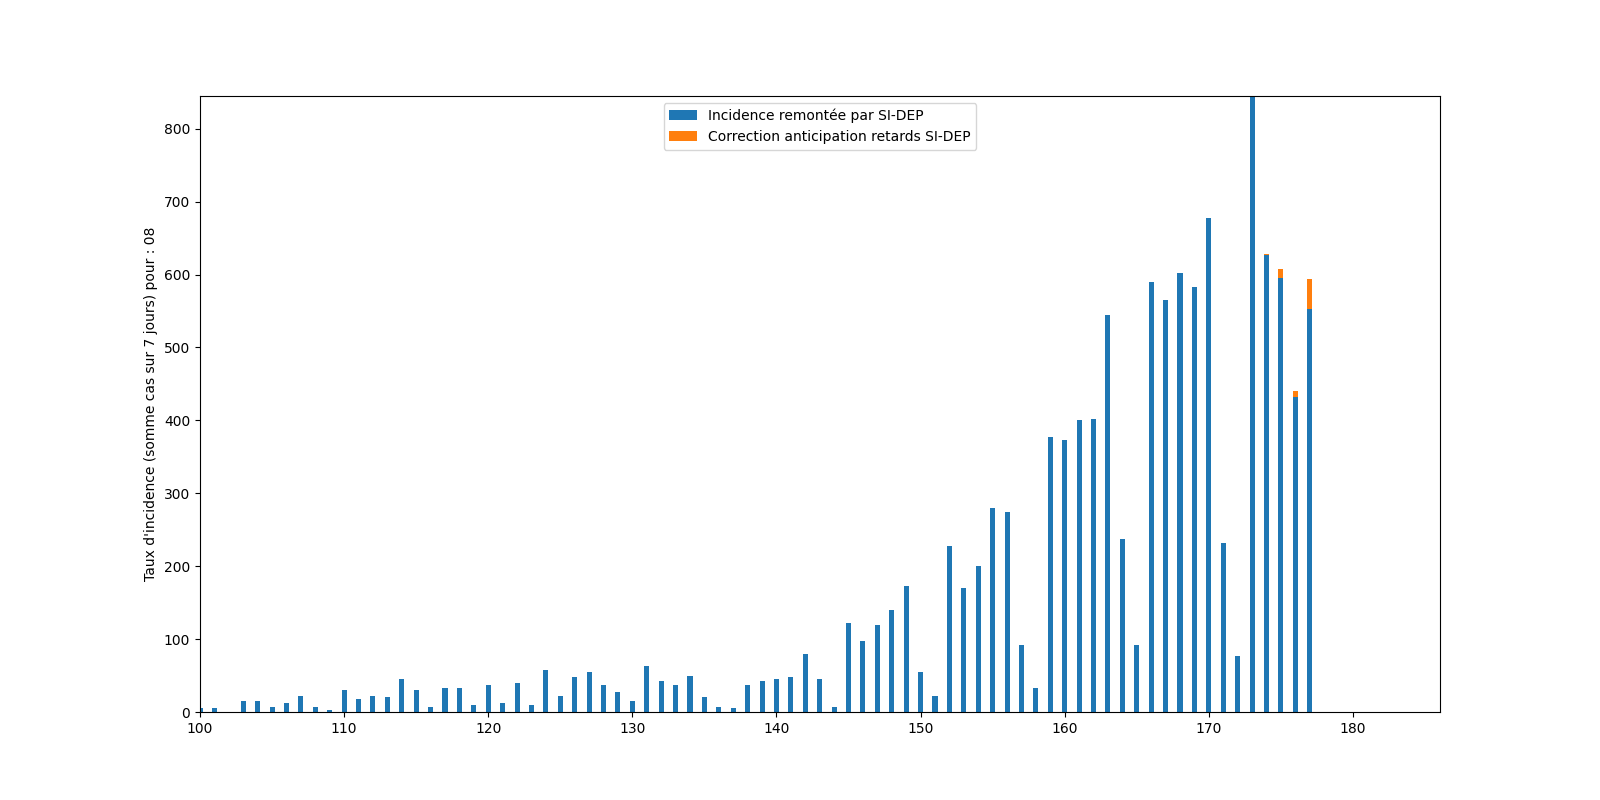 Incidence remontée par SI-DEP
Correction anticipation retards SI-DEP
Taux d'incidence (somme cas sur 7 jours) pour : 08
800
700
600
500
400
300
200
100
0
100 110 120 130 140 150 160 170 180